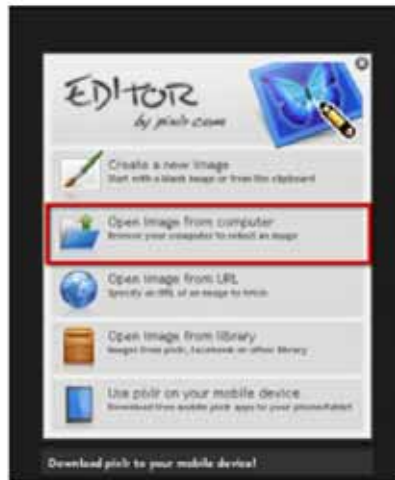 EDITOR
by pixlr.com
Create a new image
Start with a blank image or from the clipboard
Open image from computer
Browse your computer to select an image
Open image from URL
Specify an URL of an image to fetch
Open image from library
Images from pixlr, facebook or other library
Use pixlr on your mobile device
Download free mobile pixlr apps to your phone/tablet
Download pixlr to your mobile device!